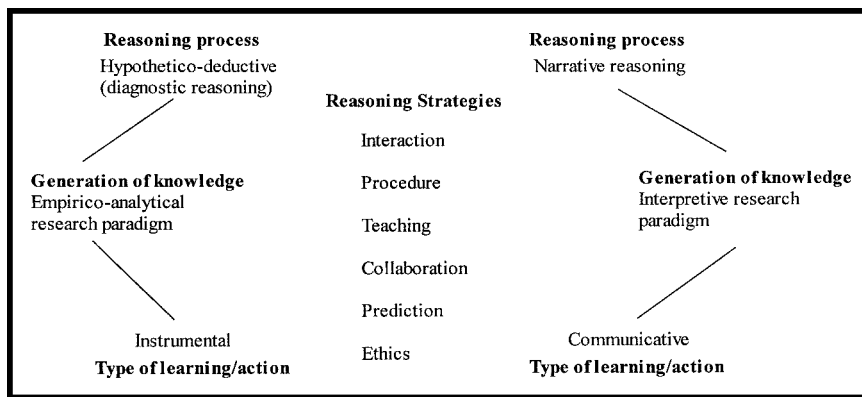 Reasoning process
Hypothetico-deductive
(diagnostic reasoning)
Generation of knowledge
Empirico-analytical
research paradigm
Instrumental
Type of learning/action
Reasoning Strategies
Interaction
Procedure
Teaching
Collaboration
Prediction
Ethics
Reasoning process
Narrative reasoning
Generation of knowledge
Interpretive research
paradigm
Communicative
Type of learning/action